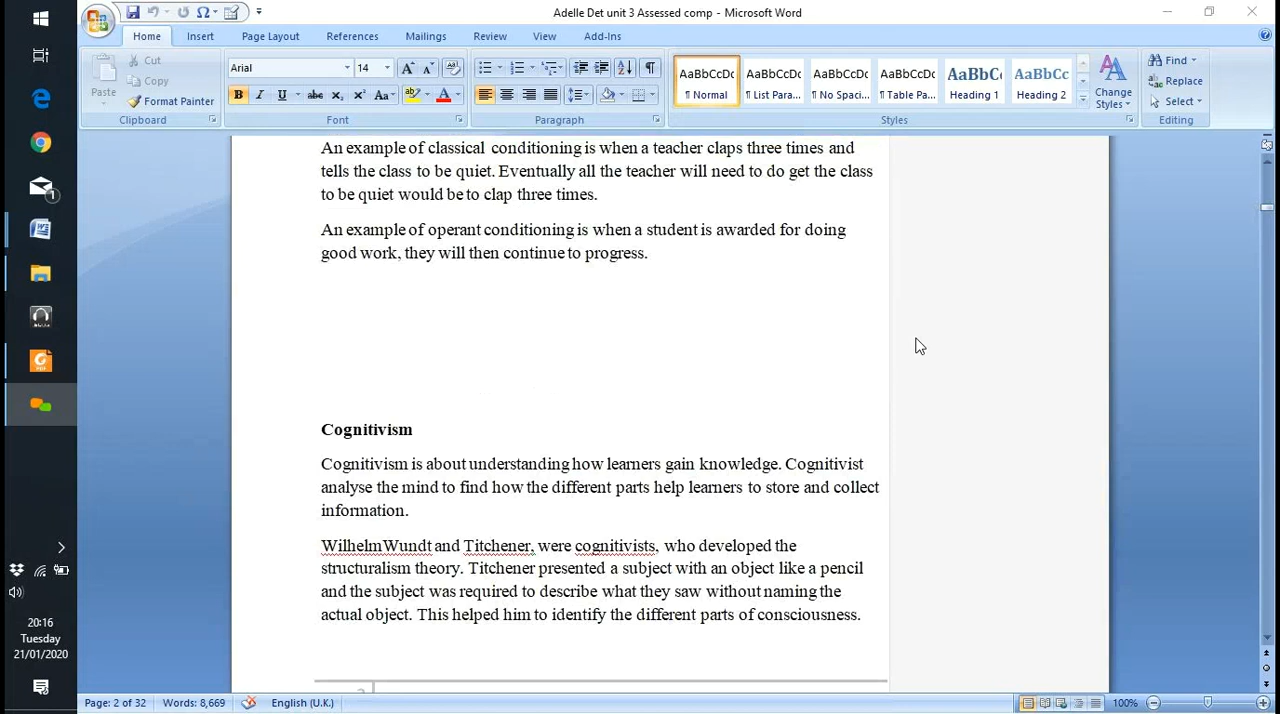 Adelle Det unit 3 Assessed comp - Microsoft Word
Home Insert Page Layout References Mailings Review View Add-Ins
Paste
Cut
Copy
Format Painter
Clipboard
Arial 14
Font
Paragraph
AaBbCcDc AaBbCcDc AaBbCcDc AaBbCcDc AaBbCc AaBbCc
¶ Normal ¶ List Para... ¶ No Spaci... ¶ Table Pa... Heading 1 Heading 2
Change
Styles
Styles
Find
Replace
Select
Editing
An example of classical conditioning is when a teacher claps three times and
tells the class to be quiet. Eventually all the teacher will need to do get the class
to be quiet would be to clap three times.
An example of operant conditioning is when a student is awarded for doing
good work, they will then continue to progress.
Cognitivism
Cognitivism is about understanding how learners gain knowledge. Cognitivist
analyse the mind to find how the different parts help learners to store and collect
information.
Wilhelm Wundt and Titchener, were cognitivists, who developed the
structuralism theory. Titchener presented a subject with an object like a pencil
and the subject was required to describe what they saw without naming the
actual object. This helped him to identify the different parts of consciousness.
20:16
Tuesday
21/01/2020
Page: 2 of 32 Words: 8,669 English (U.K.) 100%